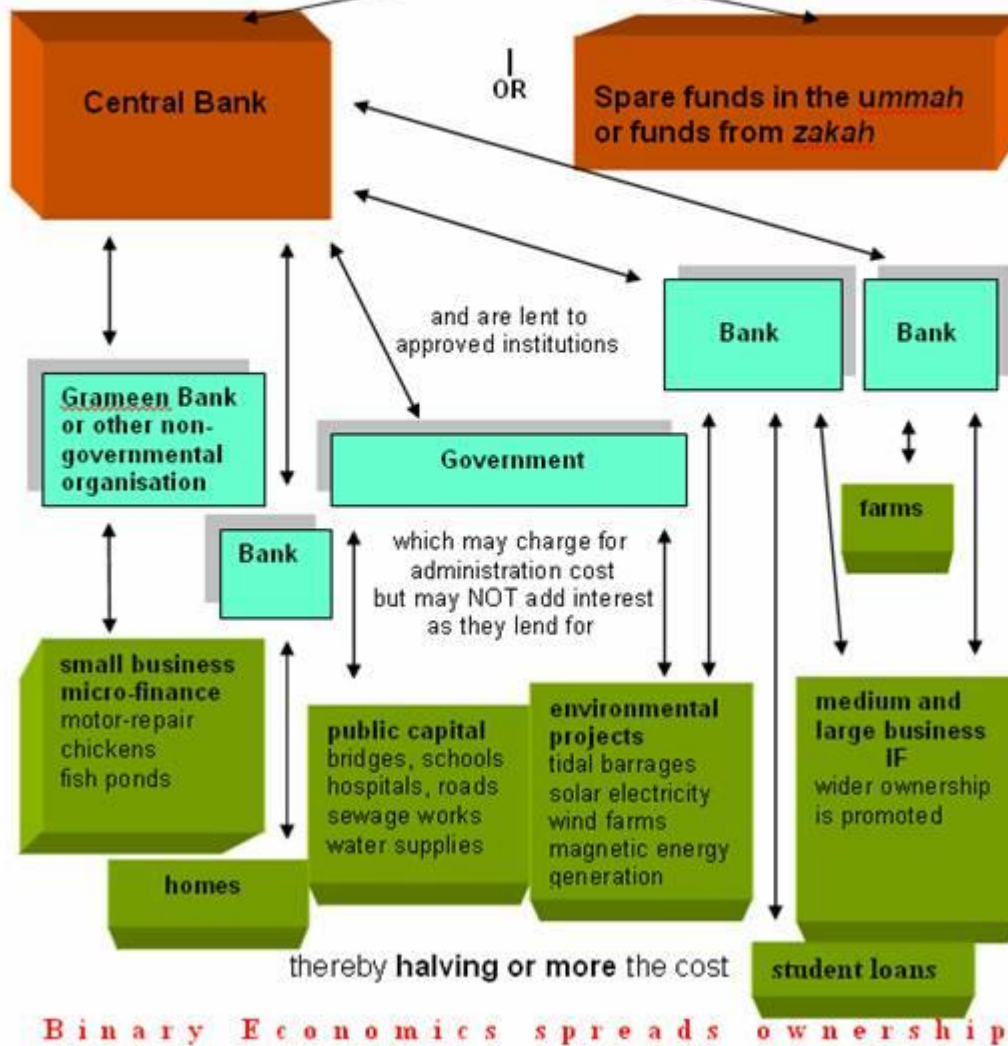 Central Bank
OR
Spare funds in the ummah
or funds from zakah
and are lent to
approved institutions
Bank
Bank
Grameen Bank
or other non-
governmental
organisation
Government
farms
Bank
which may charge for
administration cost
but may NOT add interest
as they lend for
small business
micro-finance
motor-repair
chickens
fish ponds
public capital
bridges, schools
hospitals, roads
sewage works
water supplies
environmental
projects
tidal barrages
solar electricity
wind farms
magnetic energy
generation
medium and
large business
IF
wider ownership
is promoted
homes
thereby halving or more the cost
student loans
Binary Economics spreads ownership